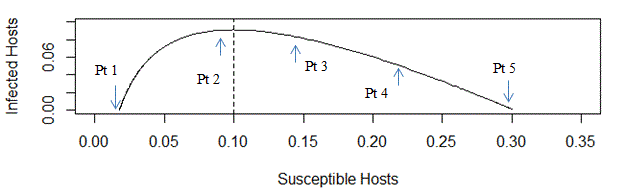 Infected Hosts
0.06
0.00
Pt 1
Pt 2
Pt 3
Pt 4
Pt 5
0.00 0.05 0.10 0.15 0.20 0.25 0.30 0.35
Susceptible Hosts